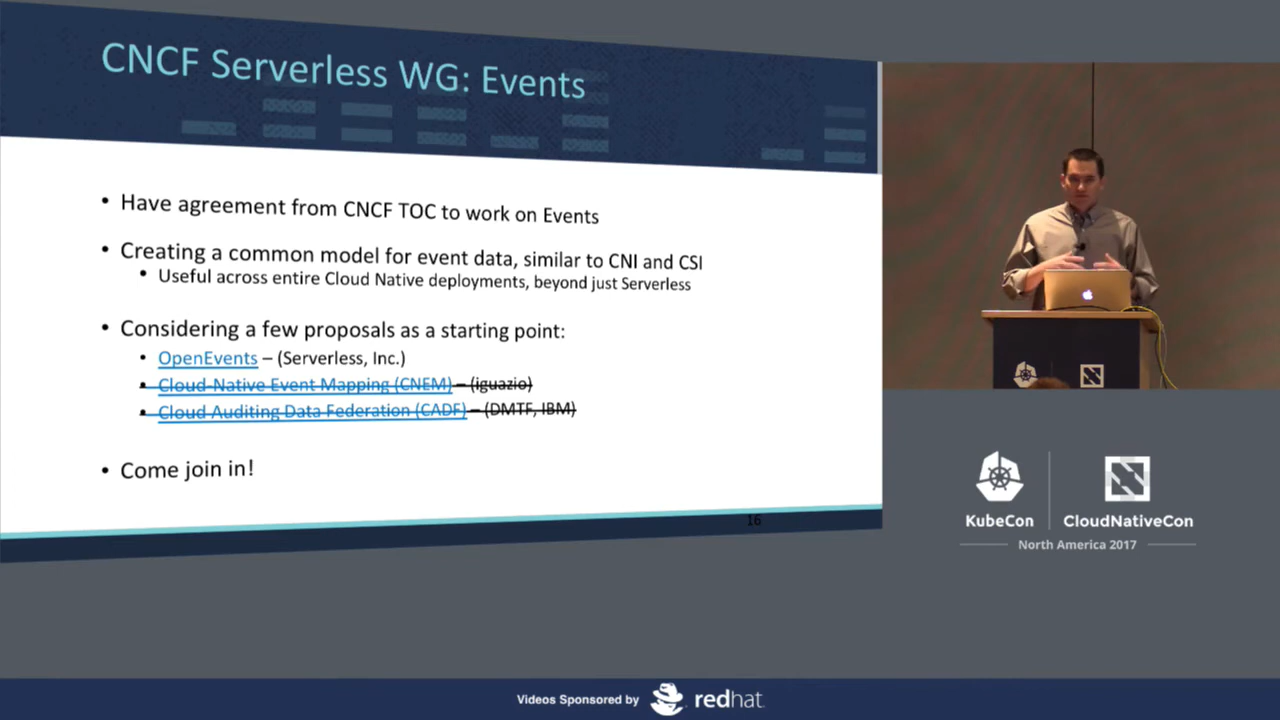 CNCF Serverless WG: Events
• Have agreement from CNCF TOC to work on Events
• Creating a common model for event data, similar to CNI and CSI
• Useful across entire Cloud Native deployments, beyond just Serverless
• Considering a few proposals as a starting point:
• OpenEvents – (Serverless, Inc.)
• Cloud-Native Event Mapping (CNEM) – (iguazio)
• Cloud Auditing Data Federation (CADF) – (DMTF, IBM)
• Come join in!
16
KubeCon
CloudNativeCon
North America 2017
Videos Sponsored by
redhat